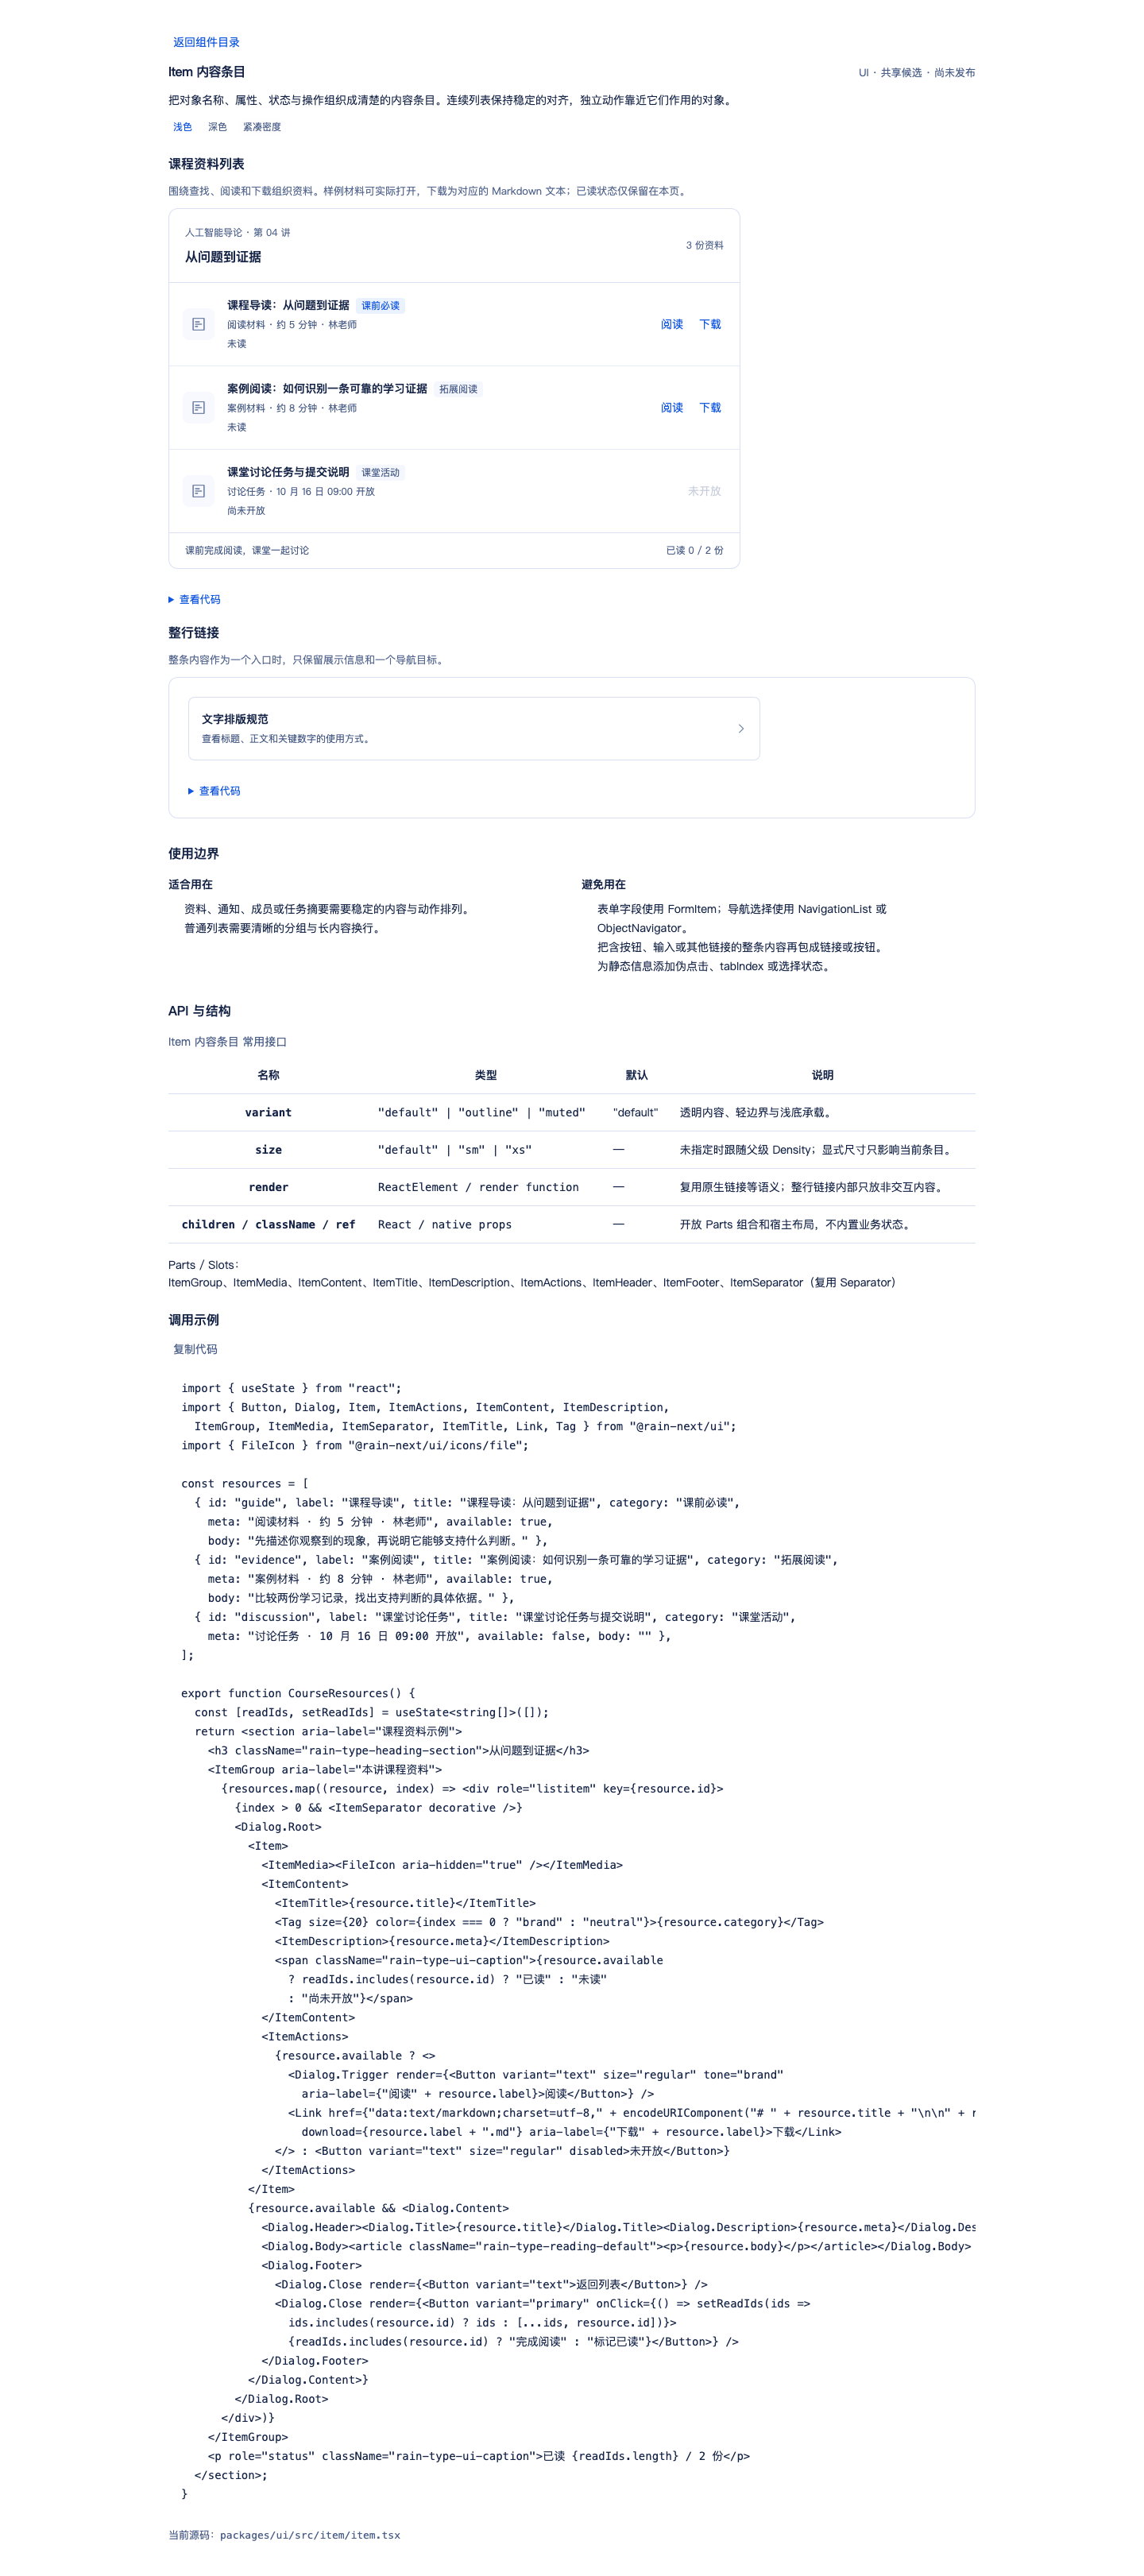 返回组件目录
Item 内容条目
UI · 共享候选 · 尚未发布
把对象名称、属性、状态与操作组织成清楚的内容条目。连续列表保持稳定的对齐，独立动作靠近它们作用的对象。
浅色 深色 紧凑密度
课程资料列表
围绕查找、阅读和下载组织资料。样例材料可实际打开，下载为对应的 Markdown 文本；已读状态仅保留在本页。
人工智能导论 · 第 04 讲
从问题到证据
3 份资料
课程导读：从问题到证据 课前必读
阅读材料 · 约 5 分钟 · 林老师
未读
阅读 下载
案例阅读：如何识别一条可靠的学习证据 拓展阅读
案例材料 · 约 8 分钟 · 林老师
未读
阅读 下载
课堂讨论任务与提交说明 课堂活动
讨论任务 · 10 月 16 日 09:00 开放
尚未开放
未开放
课前完成阅读，课堂一起讨论
已读 0 / 2 份
▶ 查看代码
整行链接
整条内容作为一个入口时，只保留展示信息和一个导航目标。
文字排版规范
查看标题、正文和关键数字的使用方式。
▶ 查看代码
使用边界
适合用在
资料、通知、成员或任务摘要需要稳定的内容与动作排列。
普通列表需要清晰的分组与长内容换行。
避免用在
表单字段使用 FormItem；导航选择使用 NavigationList 或
ObjectNavigator。
把含按钮、输入或其他链接的整条内容再包成链接或按钮。
为静态信息添加伪点击、tabIndex 或选择状态。
API 与结构
Item 内容条目 常用接口
名称 类型 默认 说明
variant "default" | "outline" | "muted" "default" 透明内容、轻边界与浅底承载。
size "default" | "sm" | "xs" — 未指定时跟随父级 Density；显式尺寸只影响当前条目。
render ReactElement / render function — 复用原生链接等语义；整行链接内部只放非交互内容。
children / className / ref React / native props — 开放 Parts 组合和宿主布局，不内置业务状态。
Parts / Slots：
ItemGroup、ItemMedia、ItemContent、ItemTitle、ItemDescription、ItemActions、ItemHeader、ItemFooter、ItemSeparator（复用 Separator）
调用示例
复制代码
import { useState } from "react";
import { Button, Dialog, Item, ItemActions, ItemContent, ItemDescription,
  ItemGroup, ItemMedia, ItemSeparator, ItemTitle, Link, Tag } from "@rain-next/ui";
import { FileIcon } from "@rain-next/ui/icons/file";
const resources = [
  { id: "guide", label: "课程导读", title: "课程导读：从问题到证据", category: "课前必读",
    meta: "阅读材料 · 约 5 分钟 · 林老师", available: true,
    body: "先描述你观察到的现象，再说明它能够支持什么判断。" },
  { id: "evidence", label: "案例阅读", title: "案例阅读：如何识别一条可靠的学习证据", category: "拓展阅读",
    meta: "案例材料 · 约 8 分钟 · 林老师", available: true,
    body: "比较两份学习记录，找出支持判断的具体依据。" },
  { id: "discussion", label: "课堂讨论任务", title: "课堂讨论任务与提交说明", category: "课堂活动",
    meta: "讨论任务 · 10 月 16 日 09:00 开放", available: false, body: "" },
];
export function CourseResources() {
  const [readIds, setReadIds] = useState<string[]>([]);
  return <section aria-label="课程资料示例">
    <h3 className="rain-type-heading-section">从问题到证据</h3>
    <ItemGroup aria-label="本讲课程资料">
      {resources.map((resource, index) => <div role="listitem" key={resource.id}>
        {index > 0 && <ItemSeparator decorative />}
        <Dialog.Root>
          <Item>
            <ItemMedia><FileIcon aria-hidden="true" /></ItemMedia>
            <ItemContent>
              <ItemTitle>{resource.title}</ItemTitle>
              <Tag size={20} color={index === 0 ? "brand" : "neutral"}>{resource.category}</Tag>
              <ItemDescription>{resource.meta}</ItemDescription>
              <span className="rain-type-ui-caption">{resource.available
                ? readIds.includes(resource.id) ? "已读" : "未读"
                : "尚未开放"}</span>
            </ItemContent>
            <ItemActions>
              {resource.available ? <>
                <Dialog.Trigger render={<Button variant="text" size="regular" tone="brand"
                  aria-label={"阅读" + resource.label}>阅读</Button>} />
                <Link href={"data:text/markdown;charset=utf-8," + encodeURIComponent("# " + resource.title + "\n\n" + r
                  download={resource.label + ".md"} aria-label={"下载" + resource.label}>下载</Link>
              </> : <Button variant="text" size="regular" disabled>未开放</Button>}
            </ItemActions>
          </Item>
          {resource.available && <Dialog.Content>
            <Dialog.Header><Dialog.Title>{resource.title}</Dialog.Title><Dialog.Description>{resource.meta}</Dialog.Des
            <Dialog.Body><article className="rain-type-reading-default"><p>{resource.body}</p></article></Dialog.Body>
            <Dialog.Footer>
              <Dialog.Close render={<Button variant="text">返回列表</Button>} />
              <Dialog.Close render={<Button variant="primary" onClick={() => setReadIds(ids =>
                ids.includes(resource.id) ? ids : [...ids, resource.id])}>
                {readIds.includes(resource.id) ? "完成阅读" : "标记已读"}</Button>} />
            </Dialog.Footer>
          </Dialog.Content>}
        </Dialog.Root>
      </div>)}
    </ItemGroup>
    <p role="status" className="rain-type-ui-caption">已读 {readIds.length} / 2 份</p>
  </section>;
}
当前源码：packages/ui/src/item/item.tsx